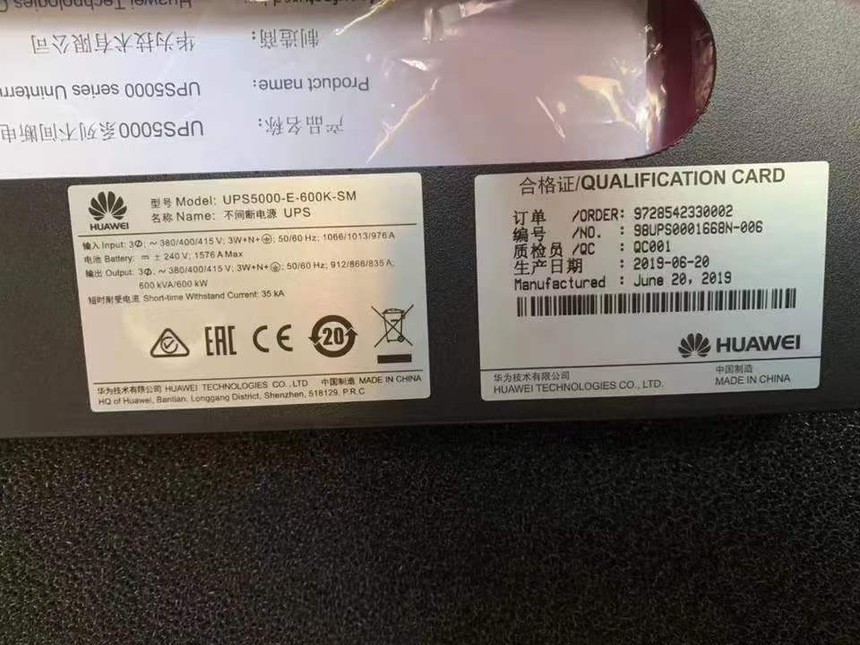 Huawei Technologies C
制造商:
华为技术有限公司
Product name:
UPS5000 series Uninterr
产品名称:
UPS5000系列不间断电
HUAWEI
型号 Model: UPS5000-E-600K-SM
名称 Name: 不间断电源 UPS
输入 Input: 3Ø; ~ 380/400/415 V; 3W+N+⏚; 50/60 Hz; 1066/1013/976 A
电池 Battery: ⎓ ± 240 V; 1576 A Max
输出 Output: 3Ø; ~ 380/400/415 V; 3W+N+⏚; 50/60 Hz; 912/866/835 A;
600 kVA/600 kW
短时耐受电流 Short-time Withstand Current: 35 kA
EAC CE 20
华为技术有限公司 HUAWEI TECHNOLOGIES CO., LTD 中国制造 MADE IN CHINA
HQ of Huawei, Bantian, Longgang District, Shenzhen, 518129, P.R.C
合格证/QUALIFICATION CARD
订单 /ORDER: 9728542330002
编号 /NO. : 98UPS0001668N-006
质检员/QC : QC001
生产日期 : 2019-06-20
Manufactured : June 20, 2019
HUAWEI
华为技术有限公司 中国制造
HUAWEI TECHNOLOGIES CO., LTD. MADE IN CHINA